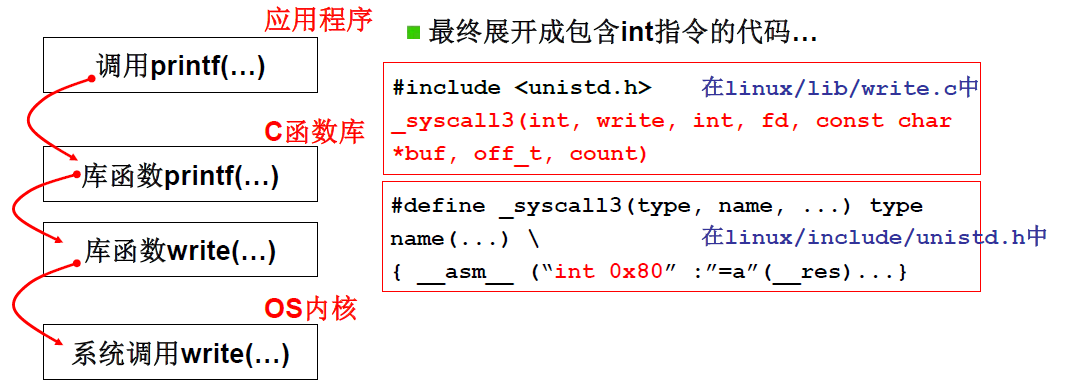 应用程序
调用printf(…)
C函数库
库函数printf(…)
库函数write(…)
OS内核
系统调用write(…)
最终展开成包含int指令的代码…
#include <unistd.h> 在linux/lib/write.c中
_syscall3(int, write, int, fd, const char
*buf, off_t, count)
#define _syscall3(type, name, ...) type
name(...) \ 在linux/include/unistd.h中
{ __asm__ (“int 0x80” :”=a”(__res)...}